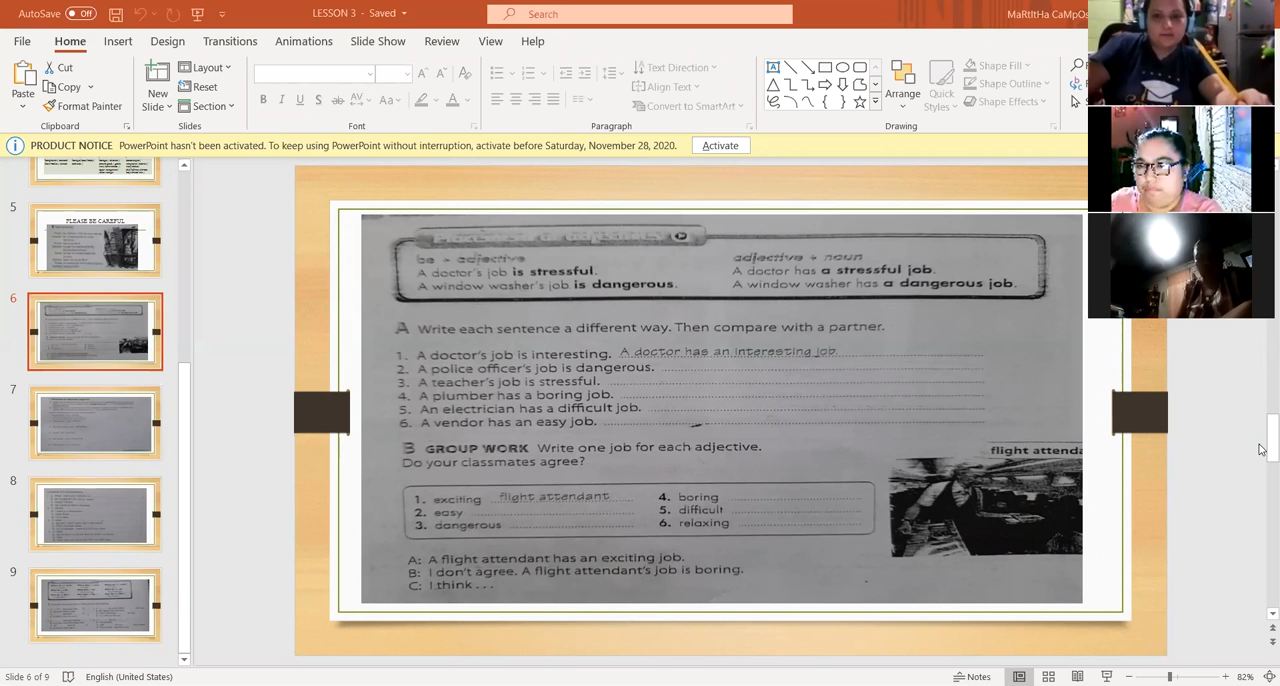 AutoSave Off
LESSON 3 - Saved
Search
MaRtItHa CaMpOs
File Home Insert Design Transitions Animations Slide Show Review View Help
Paste
Cut
Copy
Format Painter
Clipboard
New Slide
Layout
Reset
Section
Slides
Font
Text Direction
Align Text
Convert to SmartArt
Paragraph
Arrange
Quick Styles
Shape Fill
Shape Outline
Shape Effects
Drawing
PRODUCT NOTICE PowerPoint hasn't been activated. To keep using PowerPoint without interruption, activate before Saturday, November 28, 2020. Activate
5
PLEASE BE CAREFUL
6
7
8
9
be + adjective
A doctor's job is stressful.
A window washer's job is dangerous.
adjective + noun
A doctor has a stressful job.
A window washer has a dangerous job.
A Write each sentence a different way. Then compare with a partner.
1. A doctor's job is interesting. A doctor has an interesting job.
2. A police officer's job is dangerous.
3. A teacher's job is stressful.
4. A plumber has a boring job.
5. An electrician has a difficult job.
6. A vendor has an easy job.
B GROUP WORK Write one job for each adjective.
Do your classmates agree?
flight attenda
1. exciting flight attendant
2. easy
3. dangerous
4. boring
5. difficult
6. relaxing
A: A flight attendant has an exciting job.
B: I don't agree. A flight attendant's job is boring.
C: I think . . .
Slide 6 of 9 English (United States) Notes 82%